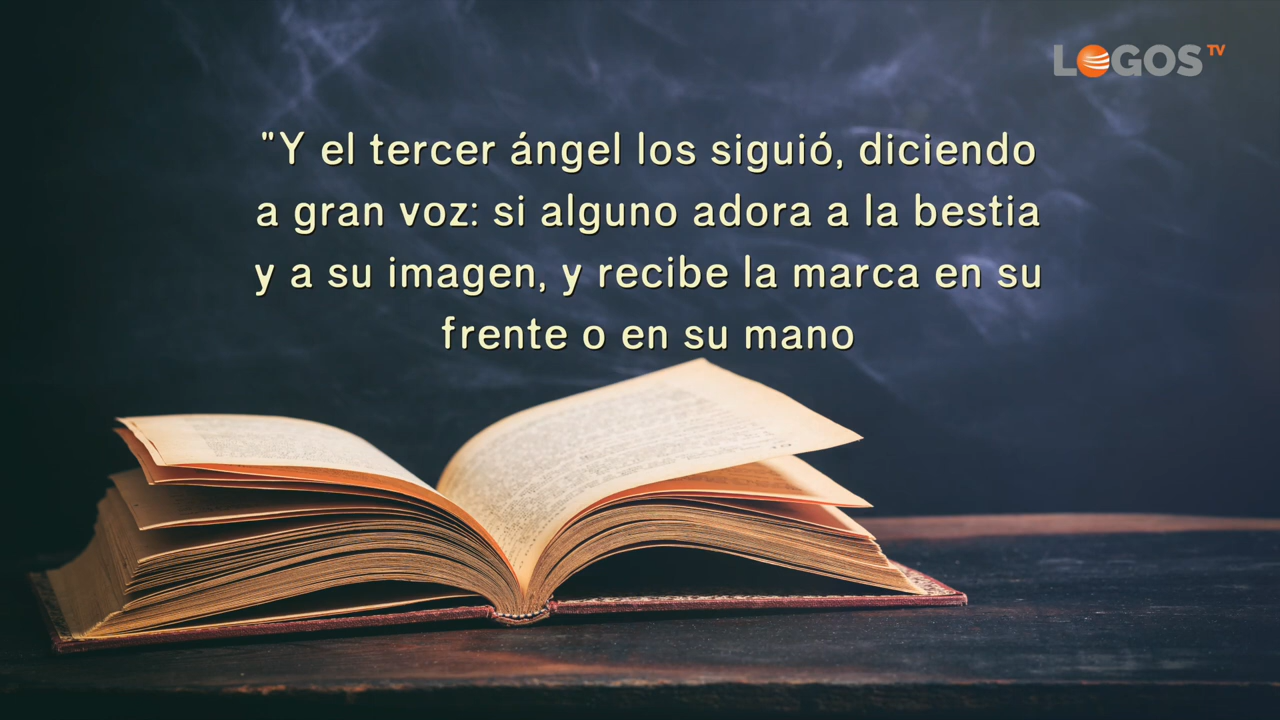 LOGOS TV
"Y el tercer ángel los siguió, diciendo
a gran voz: si alguno adora a la bestia
y a su imagen, y recibe la marca en su
frente o en su mano